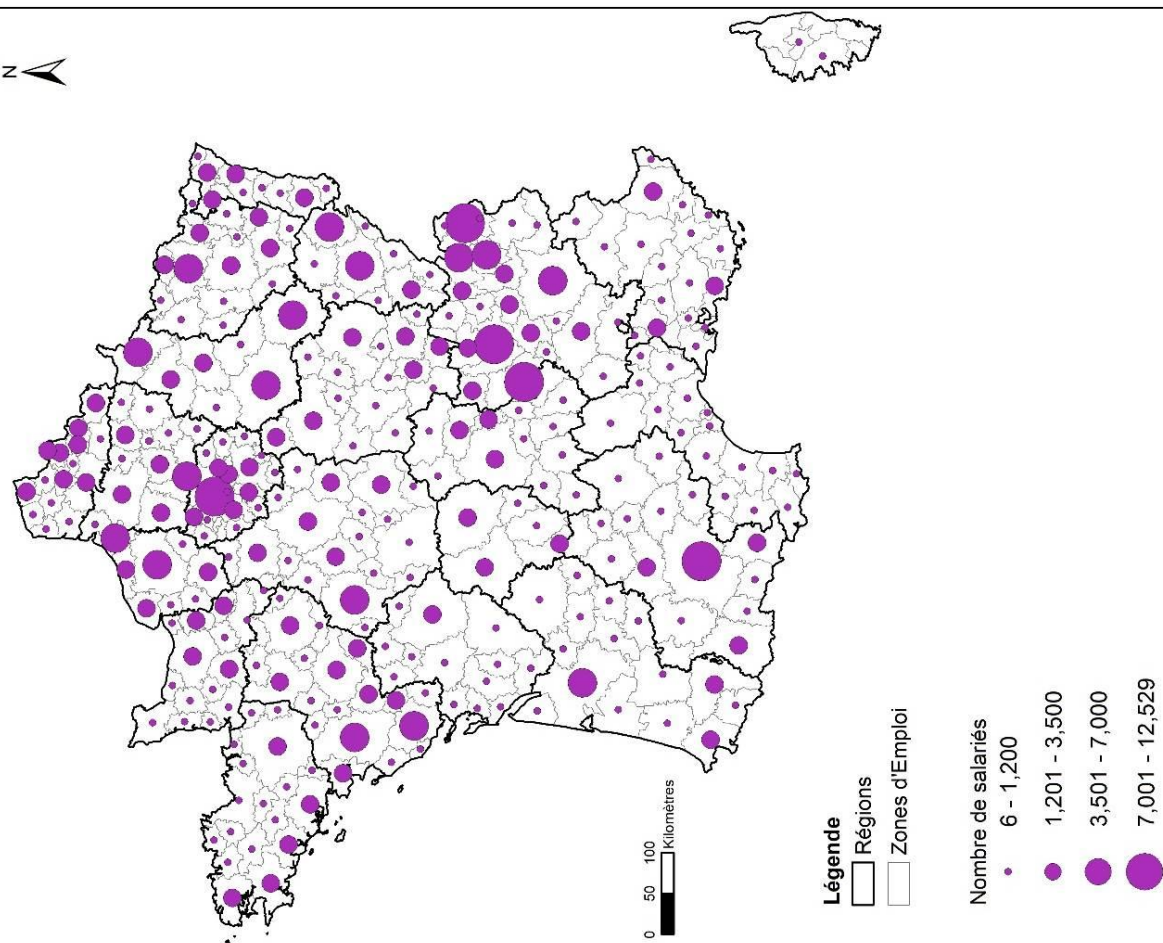 N
0 50 100
Kilomètres
Légende
Régions
Zones d'Emploi
Nombre de salariés
6 - 1,200
1,201 - 3,500
3,501 - 7,000
7,001 - 12,529